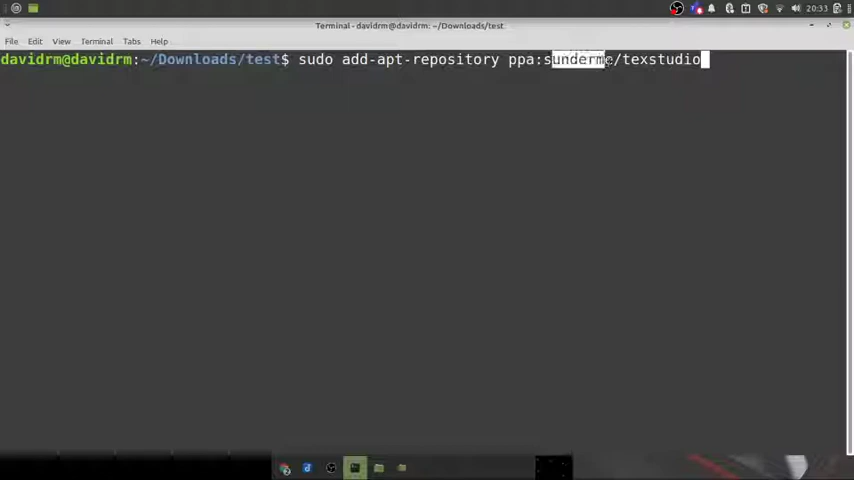 20:33
Terminal - davidrm@davidrm: ~/Downloads/test
File Edit View Terminal Tabs Help
davidrm@davidrm:~/Downloads/test$ sudo add-apt-repository ppa:sunderme/texstudio